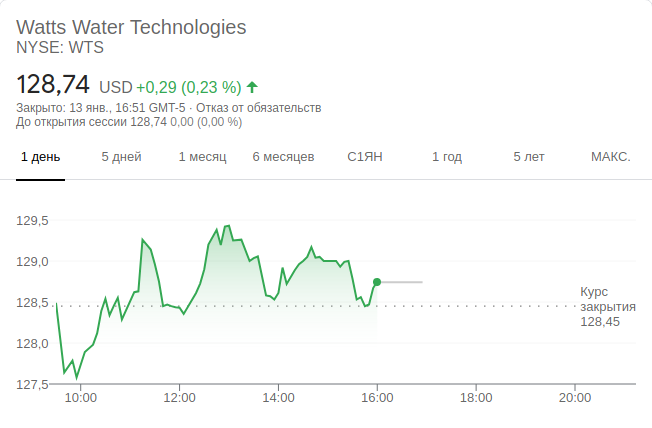 Watts Water Technologies
NYSE: WTS
128,74 USD +0,29 (0,23 %)
Закрыто: 13 янв., 16:51 GMT-5 · Отказ от обязательств
До открытия сессии 128,74 0,00 (0,00 %)
1 день 5 дней 1 месяц 6 месяцев С1ЯН 1 год 5 лет МАКС.
129,5
129,0
128,5
128,0
127,5
Курс
закрытия
128,45
10:00 12:00 14:00 16:00 18:00 20:00